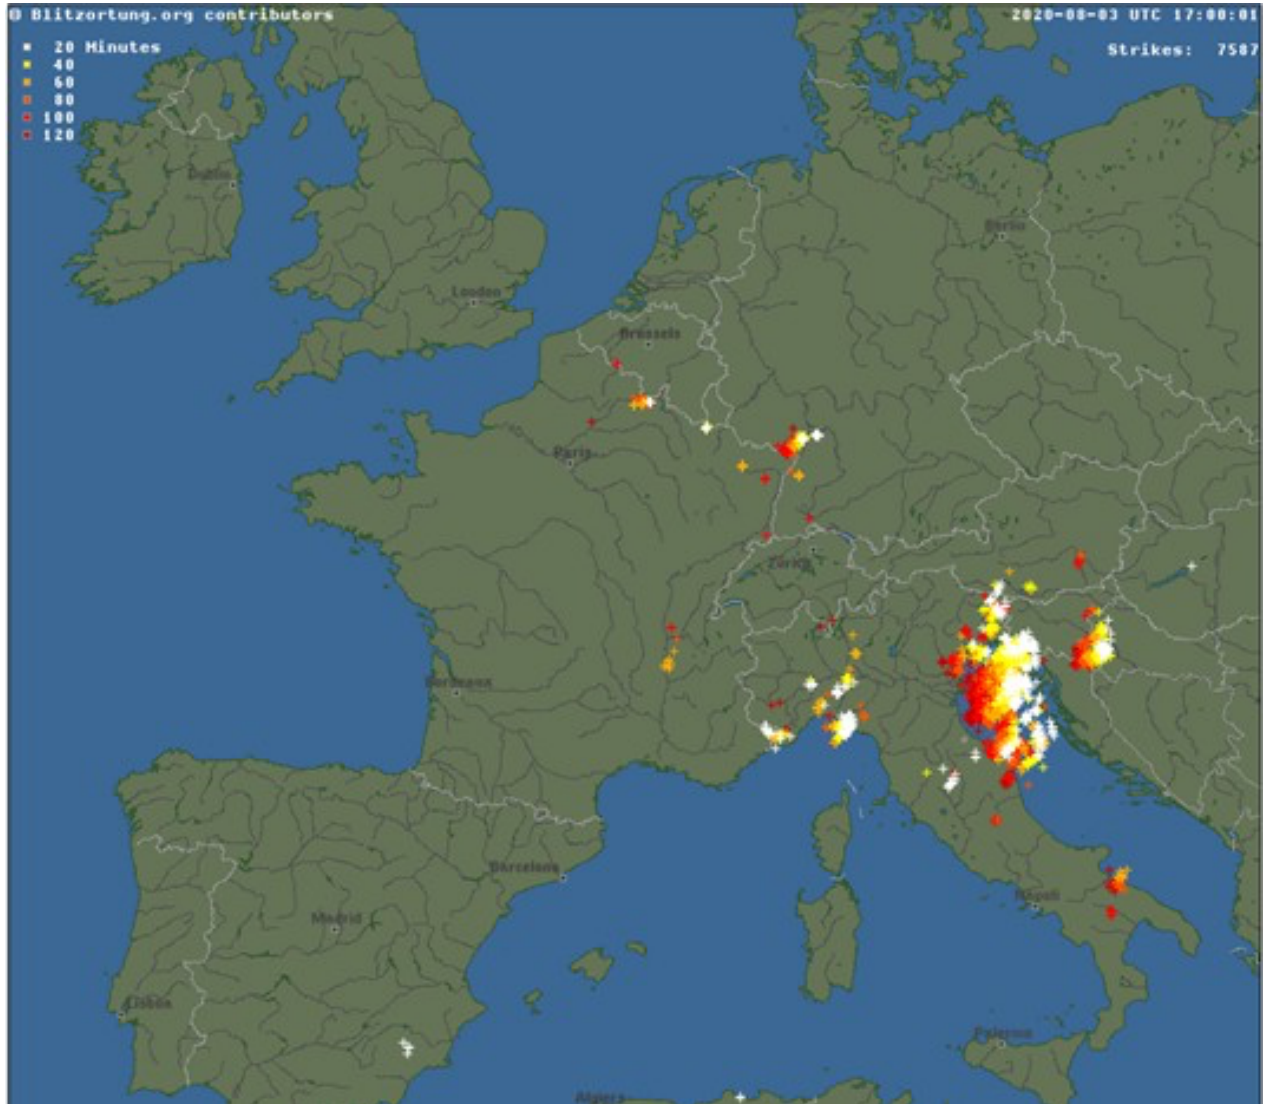 © Blitzortung.org contributors
2020-08-03 UTC 17:00:01
20 Minutes
Strikes: 7587
40
60
80
100
120
Dublin
Berlin
London
Brussels
Paris
Zürich
Bordeaux
Barcelona
Napoli
Madrid
Lisbon
Palermo
Algiers